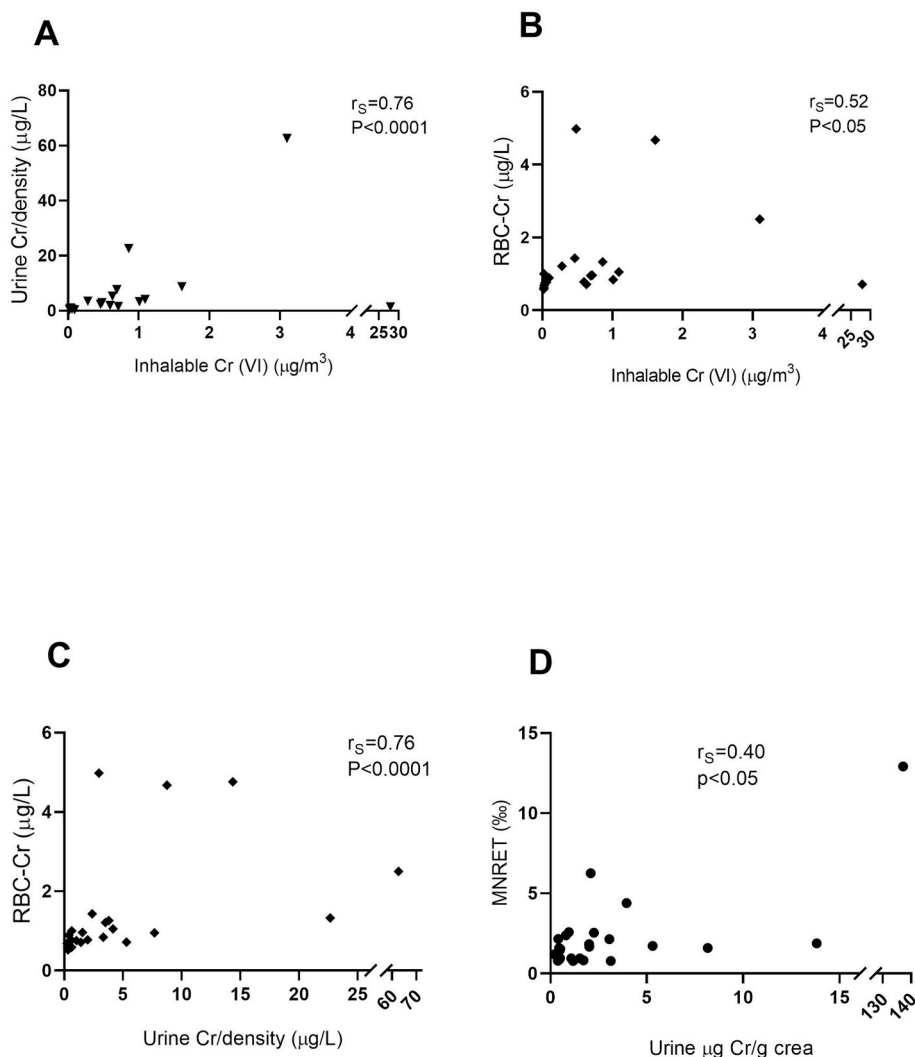 A
Urine Cr/density (μg/L)
80
60
40
20
0
r_S=0.76
P<0.0001
0 1 2 3 4 25 30
Inhalable Cr (VI) (μg/m³)
B
RBC-Cr (μg/L)
6
4
2
0
r_S=0.52
P<0.05
0 1 2 3 4 25 30
Inhalable Cr (VI) (μg/m³)
C
RBC-Cr (μg/L)
6
4
2
0
r_S=0.76
P<0.0001
0 5 10 15 20 25 60 70
Urine Cr/density (μg/L)
D
MNRET (‰)
15
10
5
0
r_S=0.40
p<0.05
0 5 10 15 130 140
Urine μg Cr/g crea